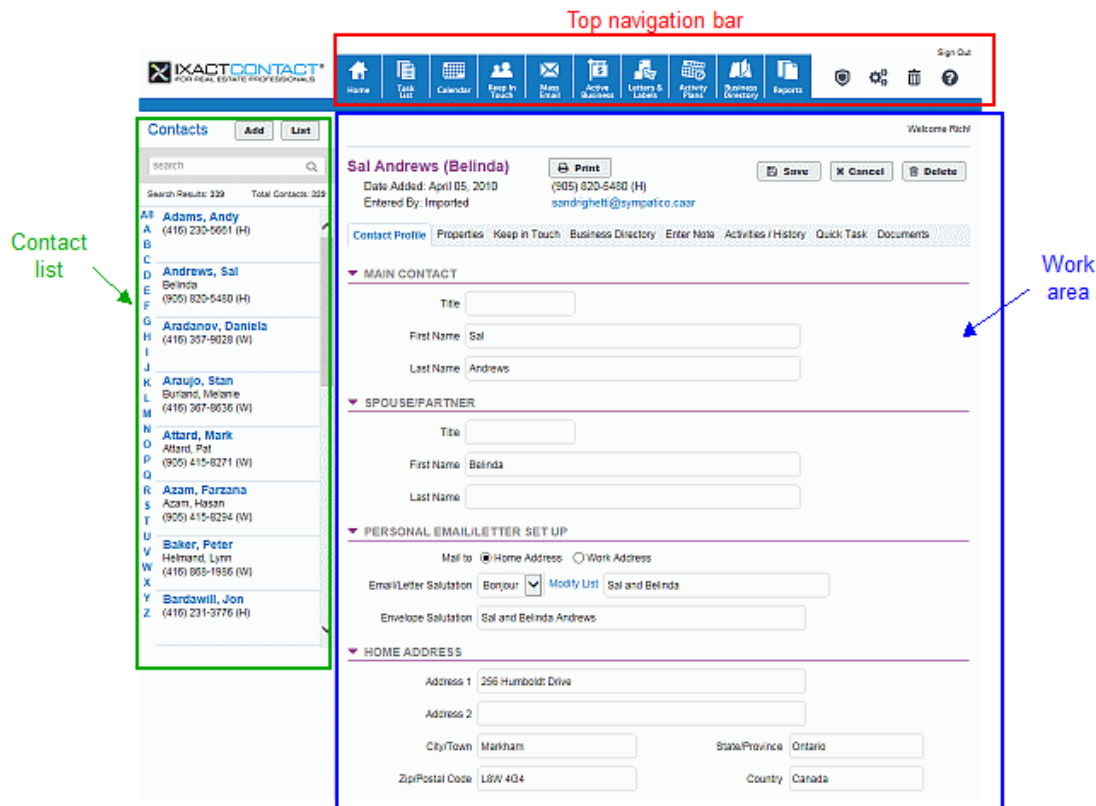 Top navigation bar
Sign Out
IXACTCONTACT®
FOR REAL ESTATE PROFESSIONALS
Home
Task List
Calendar
Keep In Touch
Mass Email
Active Business
Letters & Labels
Activity Plans
Business Directory
Reports
Contacts
Add
List
Welcome Rich!
search
Search Results: 339 Total Contacts: 339
Contact list
All
A
B
C
D
E
F
G
H
I
J
K
L
M
N
O
P
Q
R
S
T
U
V
W
X
Y
Z
Adams, Andy
(416) 230-5661 (H)
Andrews, Sal
Belinda
(905) 820-5480 (H)
Aradanov, Daniela
(416) 357-9028 (W)
Araujo, Stan
Burland, Melanie
(416) 367-8636 (W)
Attard, Mark
Attard, Pat
(905) 415-8271 (W)
Azam, Farzana
Azam, Hasan
(905) 415-8294 (W)
Baker, Peter
Helmand, Lynn
(416) 868-1986 (W)
Bardawill, Jon
(416) 231-3776 (H)
Sal Andrews (Belinda)
Print
Save
Cancel
Delete
Date Added: April 05, 2010 (905) 820-5480 (H)
Entered By: Imported sandrighetti@sympatico.caar
Contact Profile Properties Keep in Touch Business Directory Enter Note Activities / History Quick Task Documents
Work area
MAIN CONTACT
Title
First Name Sal
Last Name Andrews
SPOUSE/PARTNER
Title
First Name Belinda
Last Name
PERSONAL EMAIL/LETTER SET UP
Mail to Home Address Work Address
Email/Letter Salutation Bonjour Modify List Sal and Belinda
Envelope Salutation Sal and Belinda Andrews
HOME ADDRESS
Address 1 256 Humboldt Drive
Address 2
City/Town Markham State/Province Ontario
Zip/Postal Code L8W 4G4 Country Canada